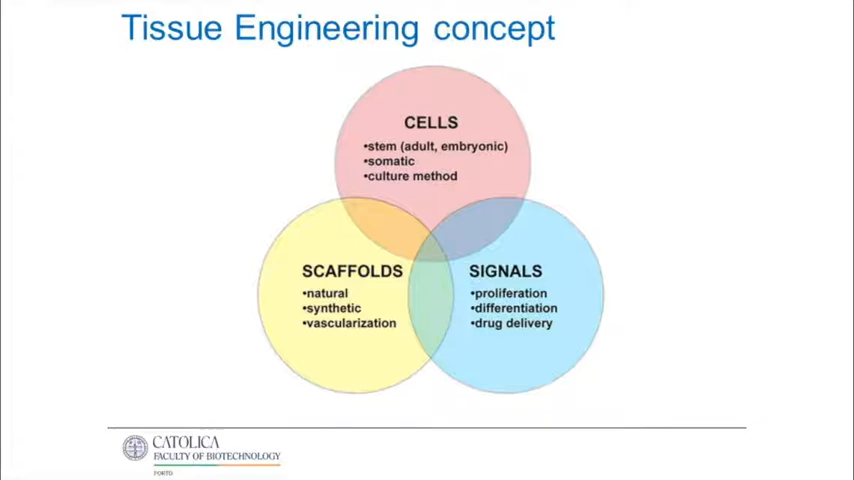 Tissue Engineering concept
CELLS
•stem (adult, embryonic)
•somatic
•culture method
SCAFFOLDS
•natural
•synthetic
•vascularization
SIGNALS
•proliferation
•differentiation
•drug delivery
CATOLICA
FACULTY OF BIOTECHNOLOGY
PORTO